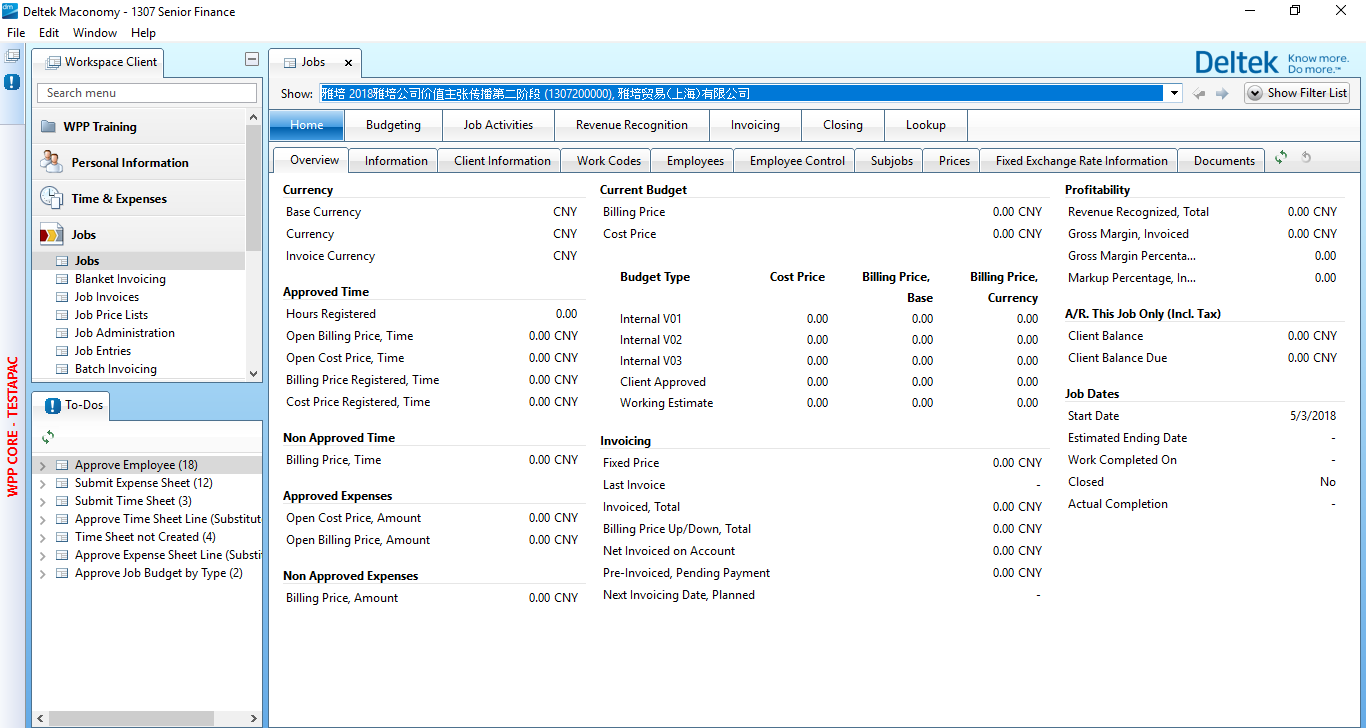 Deltek Maconomy - 1307 Senior Finance
File Edit Window Help
WPP CORE - TESTAPAC
Workspace Client
Search menu
WPP Training
Personal Information
Time & Expenses
Jobs
Jobs
Blanket Invoicing
Job Invoices
Job Price Lists
Job Administration
Job Entries
Batch Invoicing
To-Dos
Approve Employee (18)
Submit Expense Sheet (12)
Submit Time Sheet (3)
Approve Time Sheet Line (Substitut
Time Sheet not Created (4)
Approve Expense Sheet Line (Substi
Approve Job Budget by Type (2)
Jobs
Deltek Know more.
Do more.™
Show: 雅培 2018雅培公司价值主张传播第二阶段 (1307200000), 雅培贸易(上海)有限公司
Show Filter List
Home Budgeting Job Activities Revenue Recognition Invoicing Closing Lookup
Overview Information Client Information Work Codes Employees Employee Control Subjobs Prices Fixed Exchange Rate Information Documents
Currency
Base Currency CNY
Currency CNY
Invoice Currency CNY
Approved Time
Hours Registered 0.00
Open Billing Price, Time 0.00 CNY
Open Cost Price, Time 0.00 CNY
Billing Price Registered, Time 0.00 CNY
Cost Price Registered, Time 0.00 CNY
Non Approved Time
Billing Price, Time 0.00 CNY
Approved Expenses
Open Cost Price, Amount 0.00 CNY
Open Billing Price, Amount 0.00 CNY
Non Approved Expenses
Billing Price, Amount 0.00 CNY
Current Budget
Billing Price 0.00 CNY
Cost Price 0.00 CNY
Budget Type Cost Price Billing Price, Billing Price,
Base Currency
Internal V01 0.00 0.00 0.00
Internal V02 0.00 0.00 0.00
Internal V03 0.00 0.00 0.00
Client Approved 0.00 0.00 0.00
Working Estimate 0.00 0.00 0.00
Invoicing
Fixed Price 0.00 CNY
Last Invoice -
Invoiced, Total 0.00 CNY
Billing Price Up/Down, Total 0.00 CNY
Net Invoiced on Account 0.00 CNY
Pre-Invoiced, Pending Payment 0.00 CNY
Next Invoicing Date, Planned -
Profitability
Revenue Recognized, Total 0.00 CNY
Gross Margin, Invoiced 0.00 CNY
Gross Margin Percenta... 0.00
Markup Percentage, In... 0.00
A/R. This Job Only (Incl. Tax)
Client Balance 0.00 CNY
Client Balance Due 0.00 CNY
Job Dates
Start Date 5/3/2018
Estimated Ending Date -
Work Completed On -
Closed No
Actual Completion -